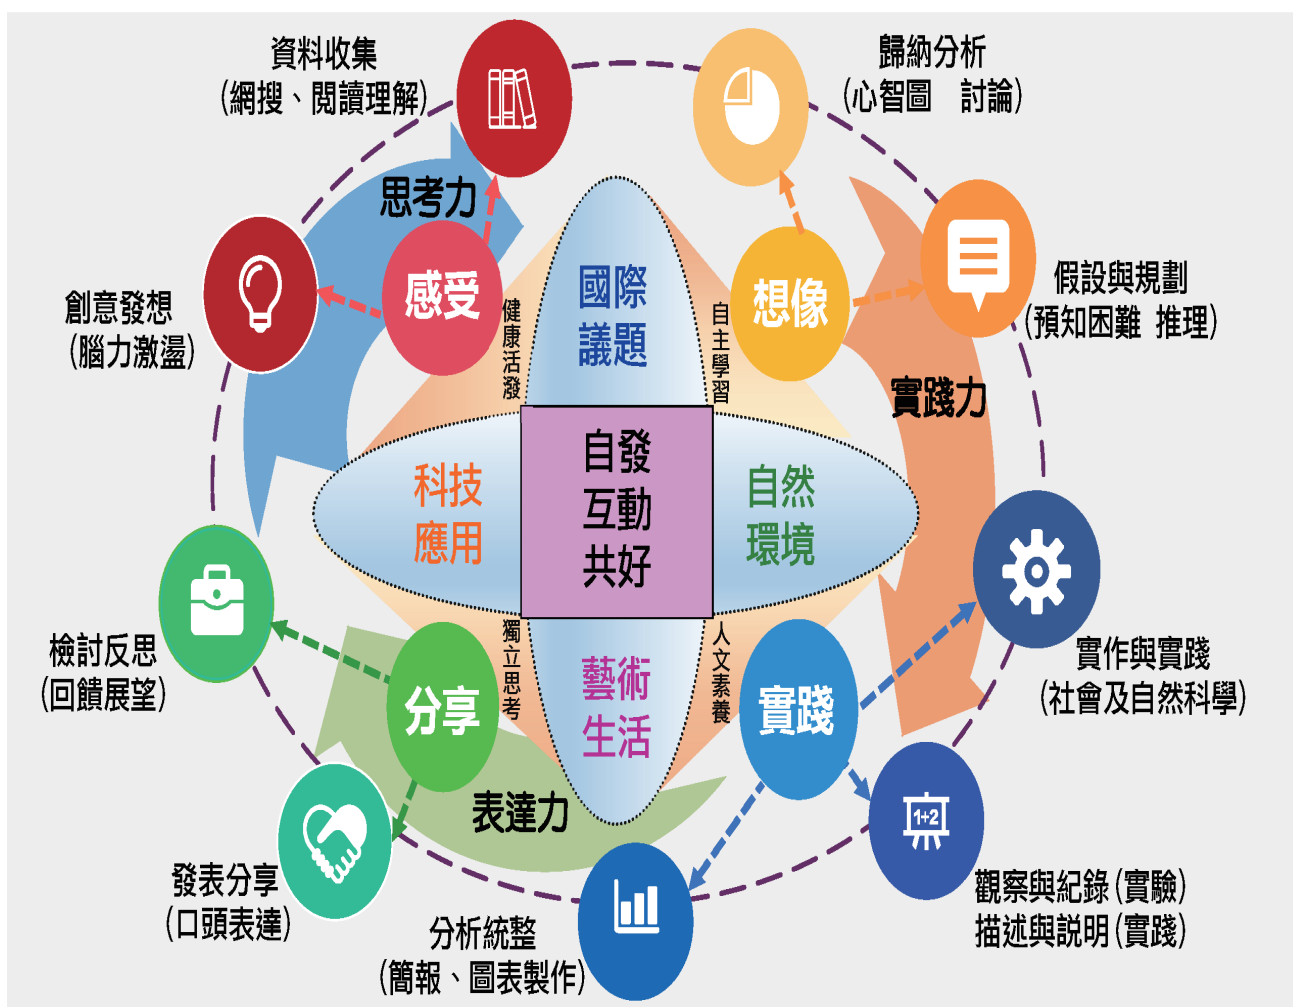 資料收集
(網搜、閱讀理解)
歸納分析
(心智圖 討論)
思考力
感受
想像
創意發想
(腦力激盪)
假設與規劃
(預知困難 推理)
國際
議題
健康活潑
自主學習
實踐力
科技
應用
自發
互動
共好
自然
環境
檢討反思
(回饋展望)
實作與實踐
(社會及自然科學)
獨立思考
人文素養
分享
藝術
生活
實踐
表達力
1+2
發表分享
(口頭表達)
觀察與紀錄(實驗)
描述與説明(實踐)
分析統整
(簡報、圖表製作)